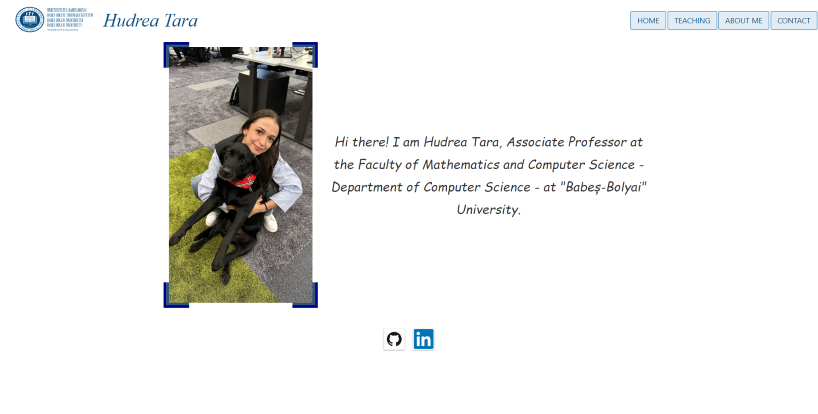 Hudrea Tara
HOME
TEACHING
ABOUT ME
CONTACT
Hi there! I am Hudrea Tara, Associate Professor at
the Faculty of Mathematics and Computer Science -
Department of Computer Science - at "Babeș-Bolyai"
University.
in